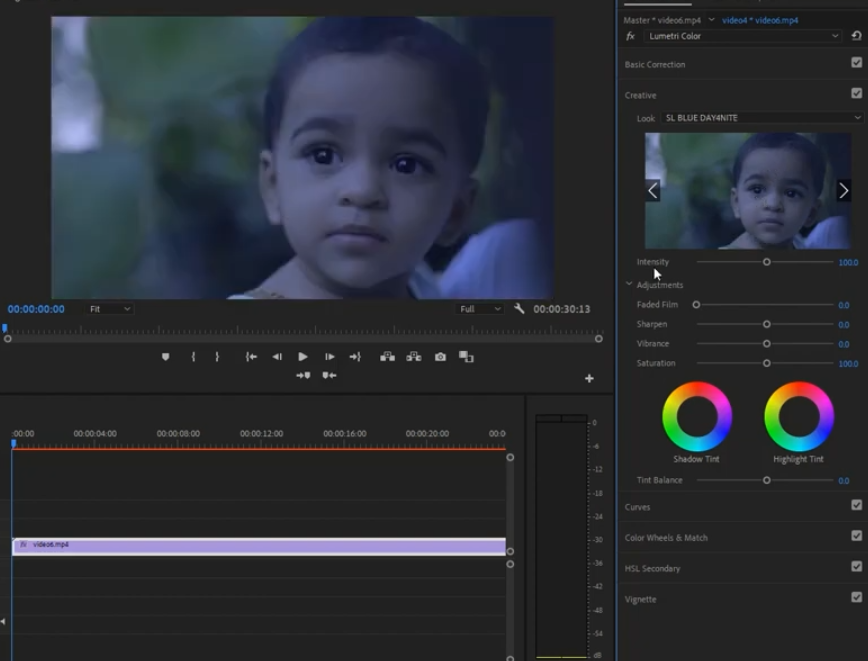 Master * video6.mp4
video4 * video6.mp4
fx Lumetri Color
Basic Correction
Creative
Look SL BLUE DAY4NITE
Intensity 100.0
Adjustments
Faded Film 0.0
Sharpen 0.0
Vibrance 0.0
Saturation 100.0
Shadow Tint Highlight Tint
Tint Balance 0.0
Curves
Color Wheels & Match
HSL Secondary
Vignette
00:00:00:00 Fit Full 00:00:30:13
:00:00 00:00:04:00 00:00:08:00 00:00:12:00 00:00:16:00 00:00:20:00 00:0
fx video6.mp4
0
-6
-12
-18
-24
-30
-36
-42
-48
-54
dB